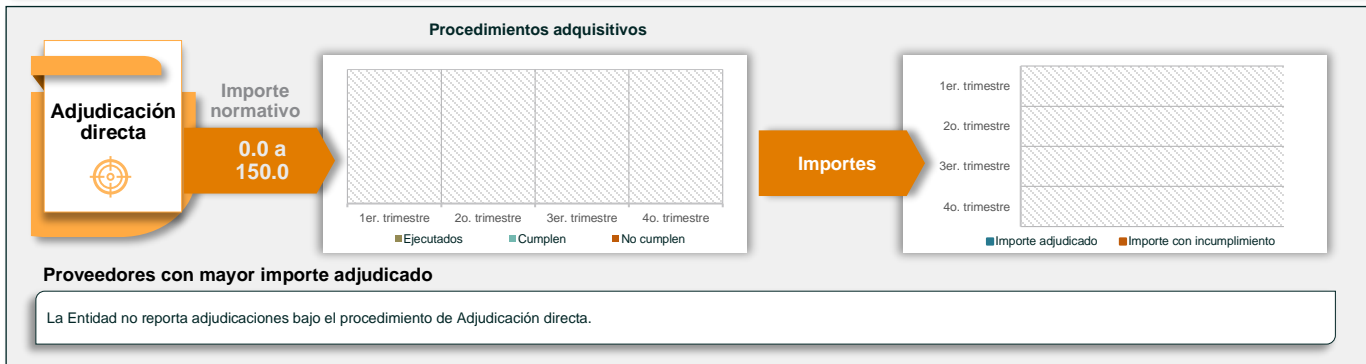 Procedimientos adquisitivos
Adjudicación
directa
Importe
normativo
0.0 a
150.0
1er. trimestre 2o. trimestre 3er. trimestre 4o. trimestre
Ejecutados Cumplen No cumplen
Importes
1er. trimestre
2o. trimestre
3er. trimestre
4o. trimestre
Importe adjudicado Importe con incumplimiento
Proveedores con mayor importe adjudicado
La Entidad no reporta adjudicaciones bajo el procedimiento de Adjudicación directa.